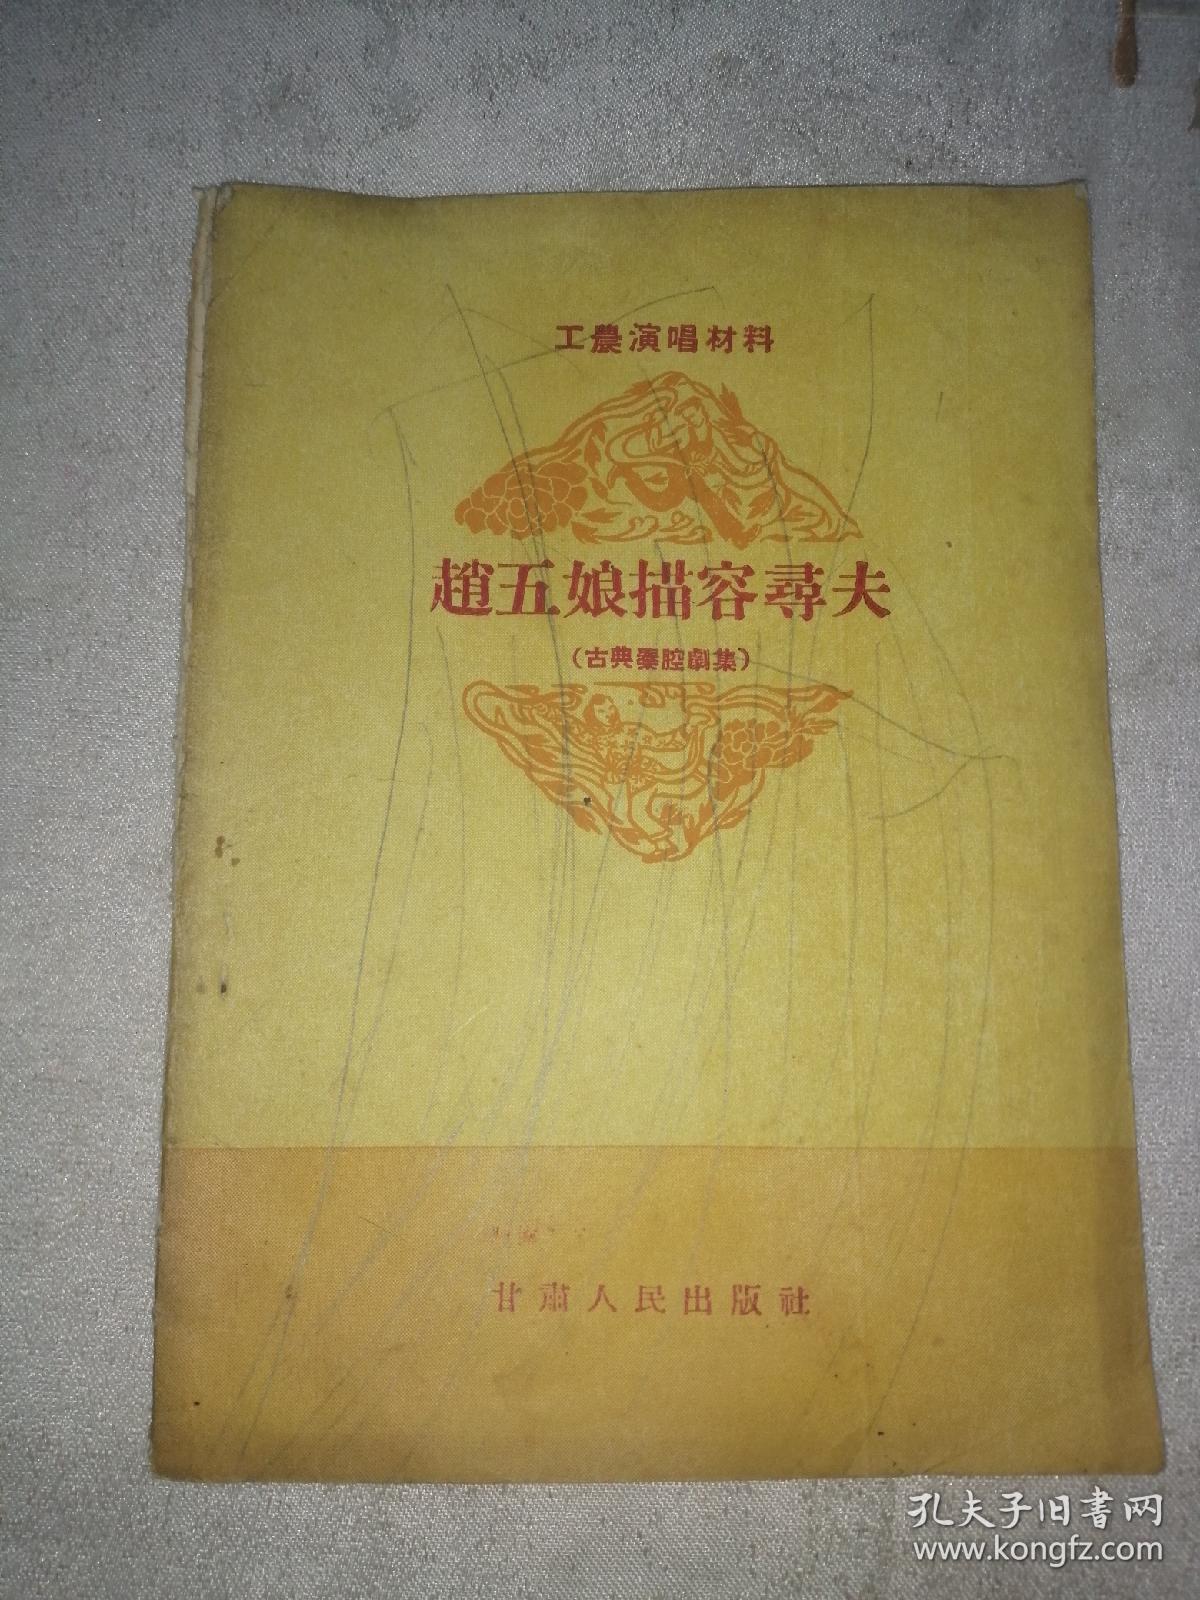 工農演唱材料
趙五娘描容尋夫
(古典秦腔劇集)
甘肅人民出版社
孔夫子旧书网
www.kongfz.com